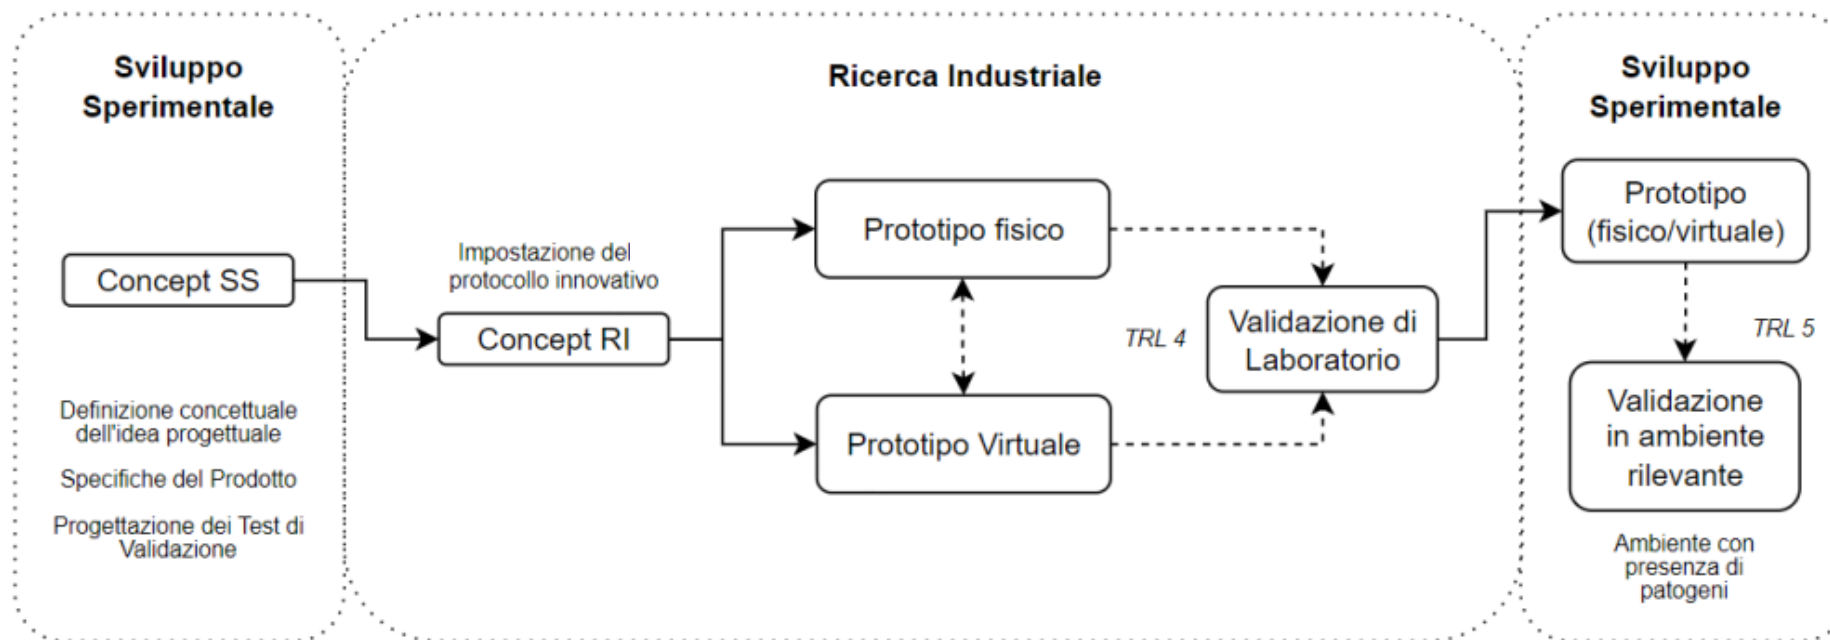 Sviluppo
Sperimentale
Concept SS
Definizione concettuale
dell'idea progettuale
Specifiche del Prodotto
Progettazione dei Test di
Validazione
Ricerca Industriale
Impostazione del
protocollo innovativo
Concept RI
Prototipo fisico
Prototipo Virtuale
TRL 4
Validazione di
Laboratorio
Sviluppo
Sperimentale
Prototipo
(fisico/virtuale)
TRL 5
Validazione
in ambiente
rilevante
Ambiente con
presenza di
patogeni